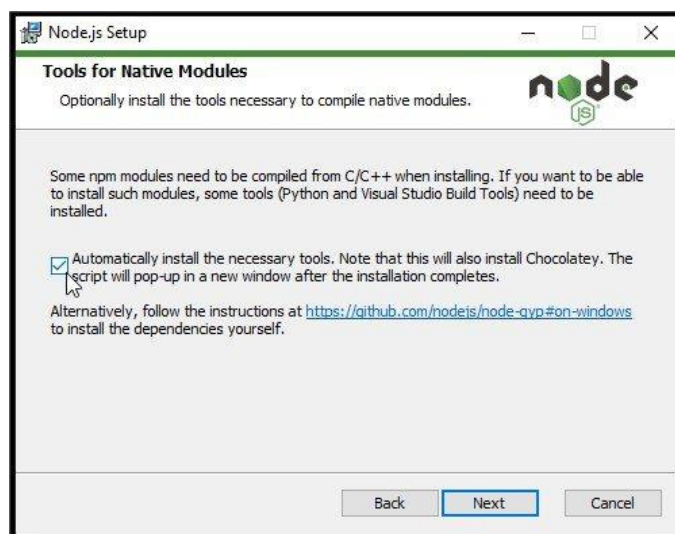 Node.js Setup
Tools for Native Modules
Optionally install the tools necessary to compile native modules.
node
JS
Some npm modules need to be compiled from C/C++ when installing. If you want to be able
to install such modules, some tools (Python and Visual Studio Build Tools) need to be
installed.
Automatically install the necessary tools. Note that this will also install Chocolatey. The
script will pop-up in a new window after the installation completes.
Alternatively, follow the instructions at https://github.com/nodejs/node-gyp#on-windows
to install the dependencies yourself.
Back Next Cancel